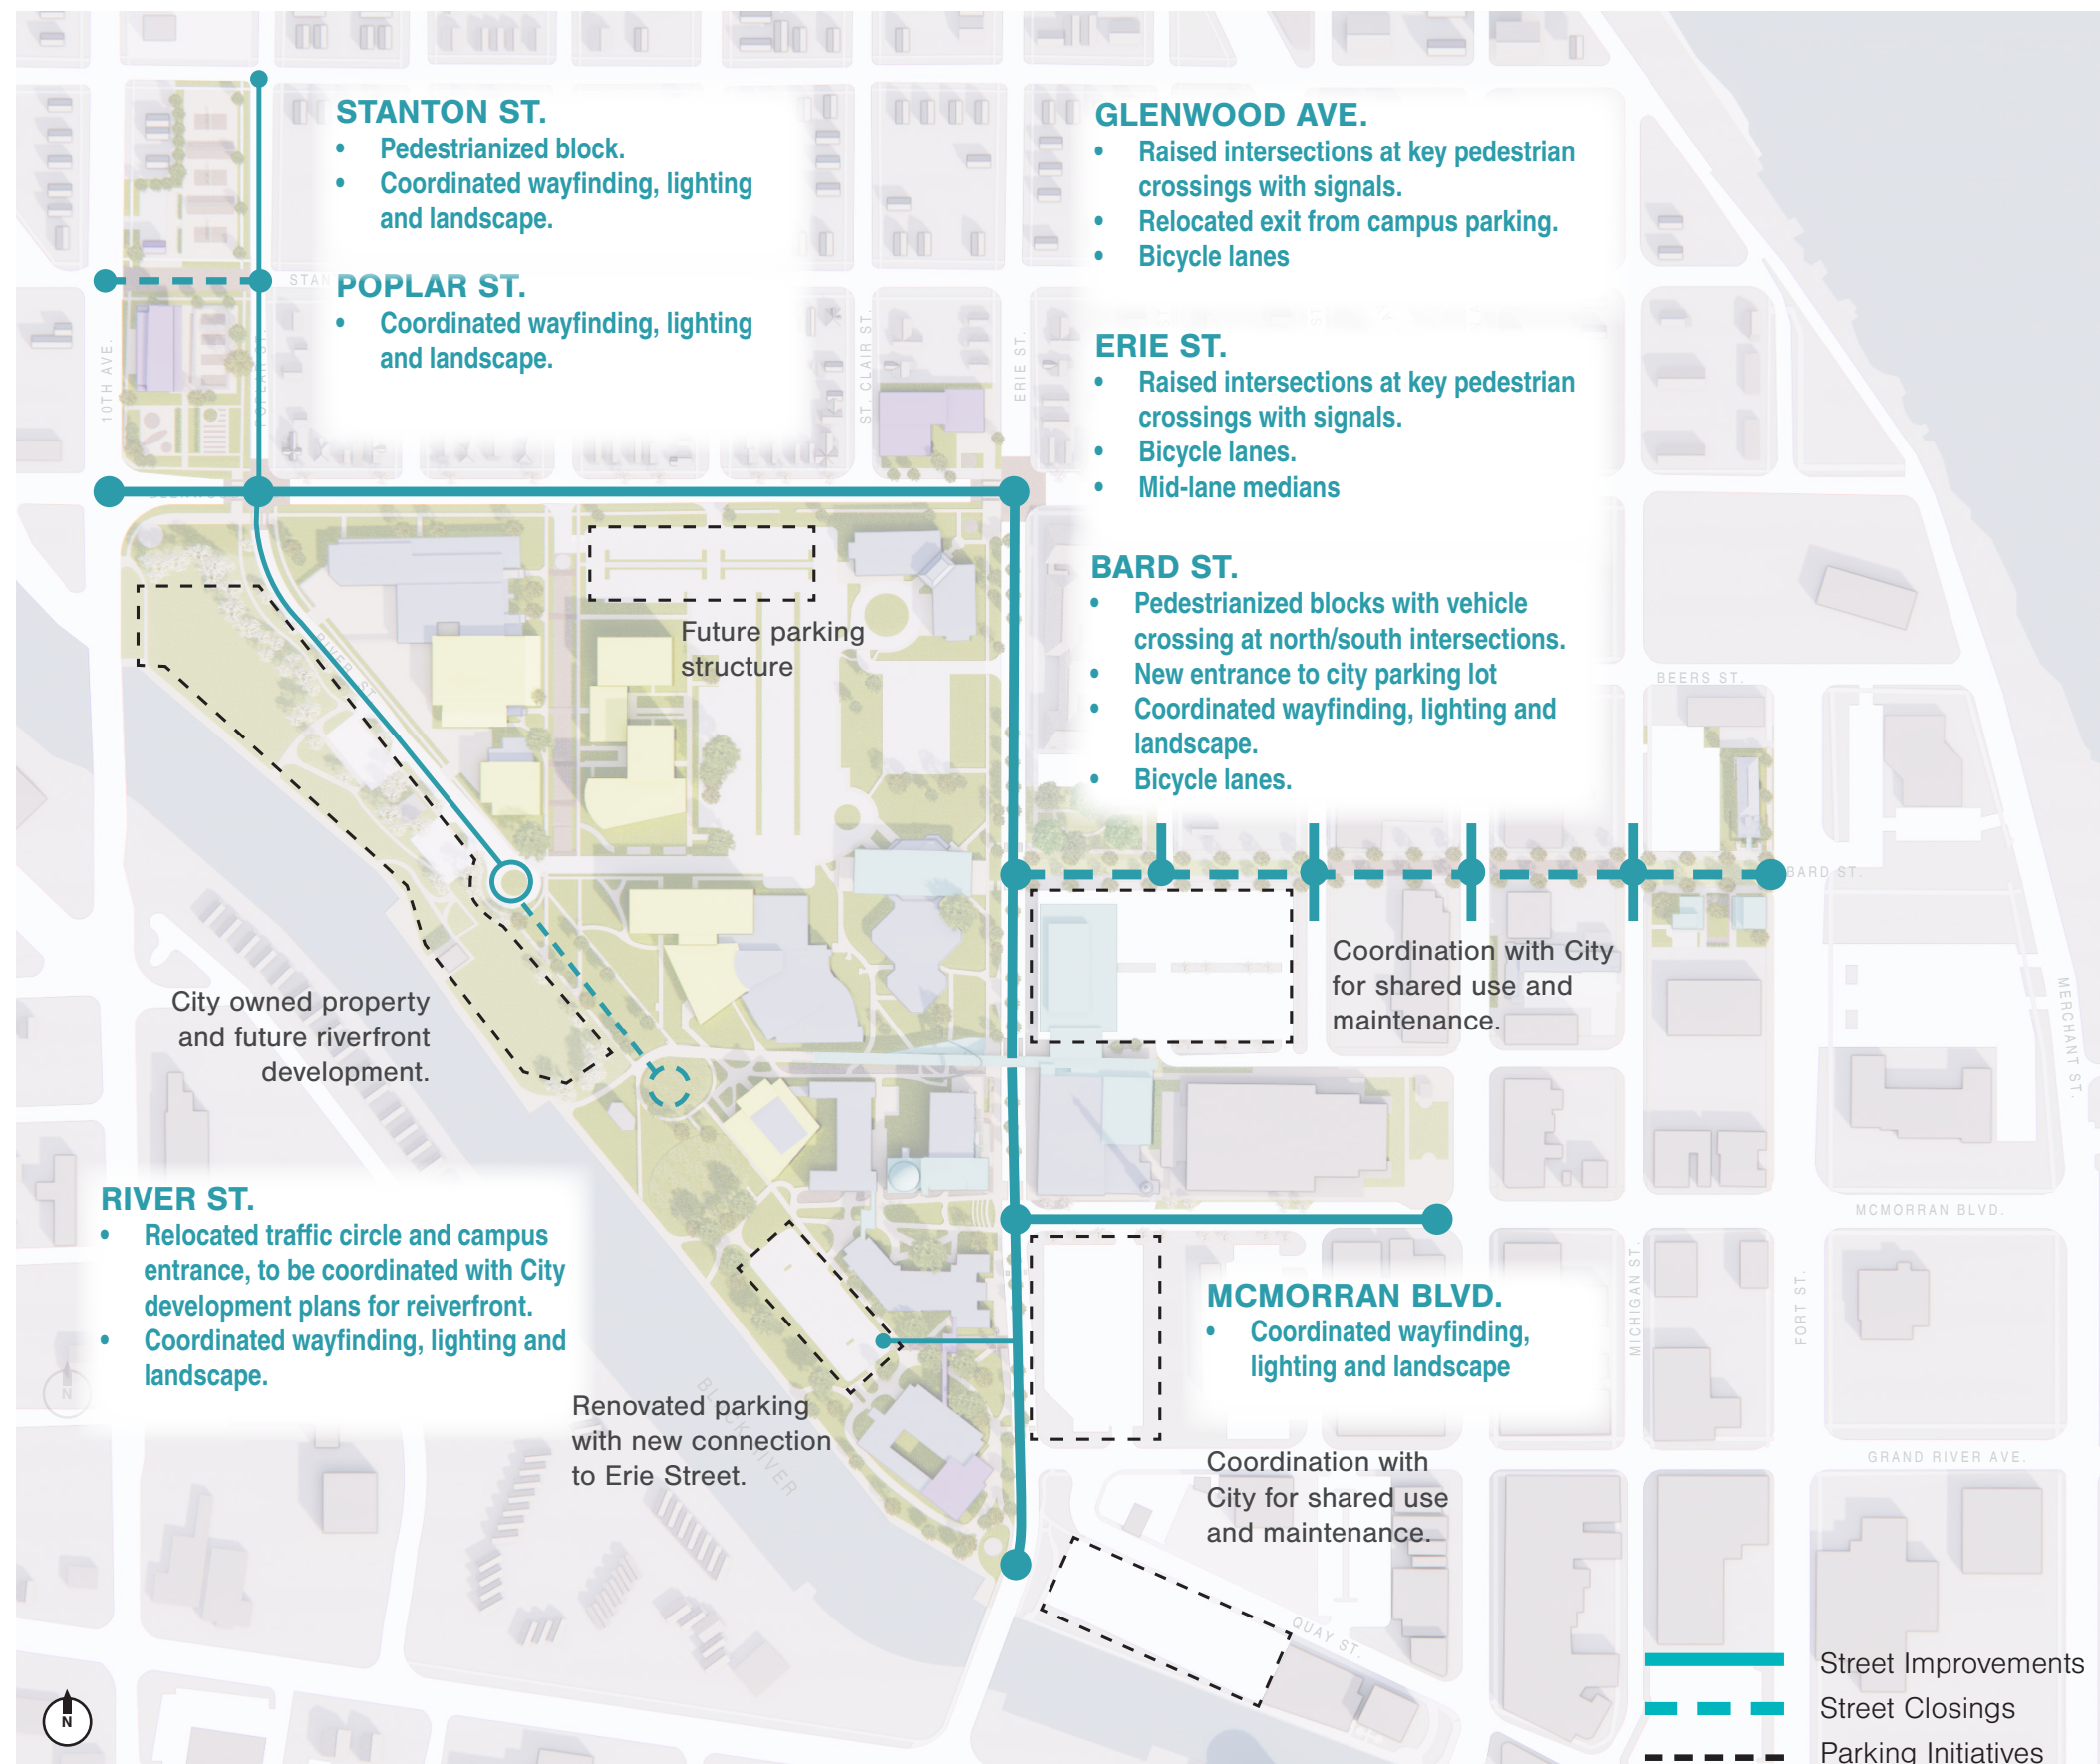 STANTON ST.
• Pedestrianized block.
• Coordinated wayfinding, lighting
and landscape.
POPLAR ST.
• Coordinated wayfinding, lighting
and landscape.
GLENWOOD AVE.
• Raised intersections at key pedestrian
crossings with signals.
• Relocated exit from campus parking.
• Bicycle lanes
ERIE ST.
• Raised intersections at key pedestrian
crossings with signals.
• Bicycle lanes.
• Mid-lane medians
BARD ST.
• Pedestrianized blocks with vehicle
crossing at north/south intersections.
• New entrance to city parking lot
• Coordinated wayfinding, lighting and
landscape.
• Bicycle lanes.
10TH AVE.
POPLAR ST.
ST. CLAIR ST.
ERIE ST.
RIVER ST.
Future parking
structure
BEERS ST.
BARD ST.
Coordination with City
for shared use and
maintenance.
MERCHANT ST.
City owned property
and future riverfront
development.
RIVER ST.
• Relocated traffic circle and campus
entrance, to be coordinated with City
development plans for reiverfront.
• Coordinated wayfinding, lighting and
landscape.
MCMORRAN BLVD.
MCMORRAN BLVD.
• Coordinated wayfinding,
lighting and landscape
MICHIGAN ST.
FORT ST.
N
Renovated parking
with new connection
to Erie Street.
BLACK RIVER
Coordination with
City for shared use
and maintenance.
GRAND RIVER AVE.
QUAY ST.
N
Street Improvements
Street Closings
Parking Initiatives